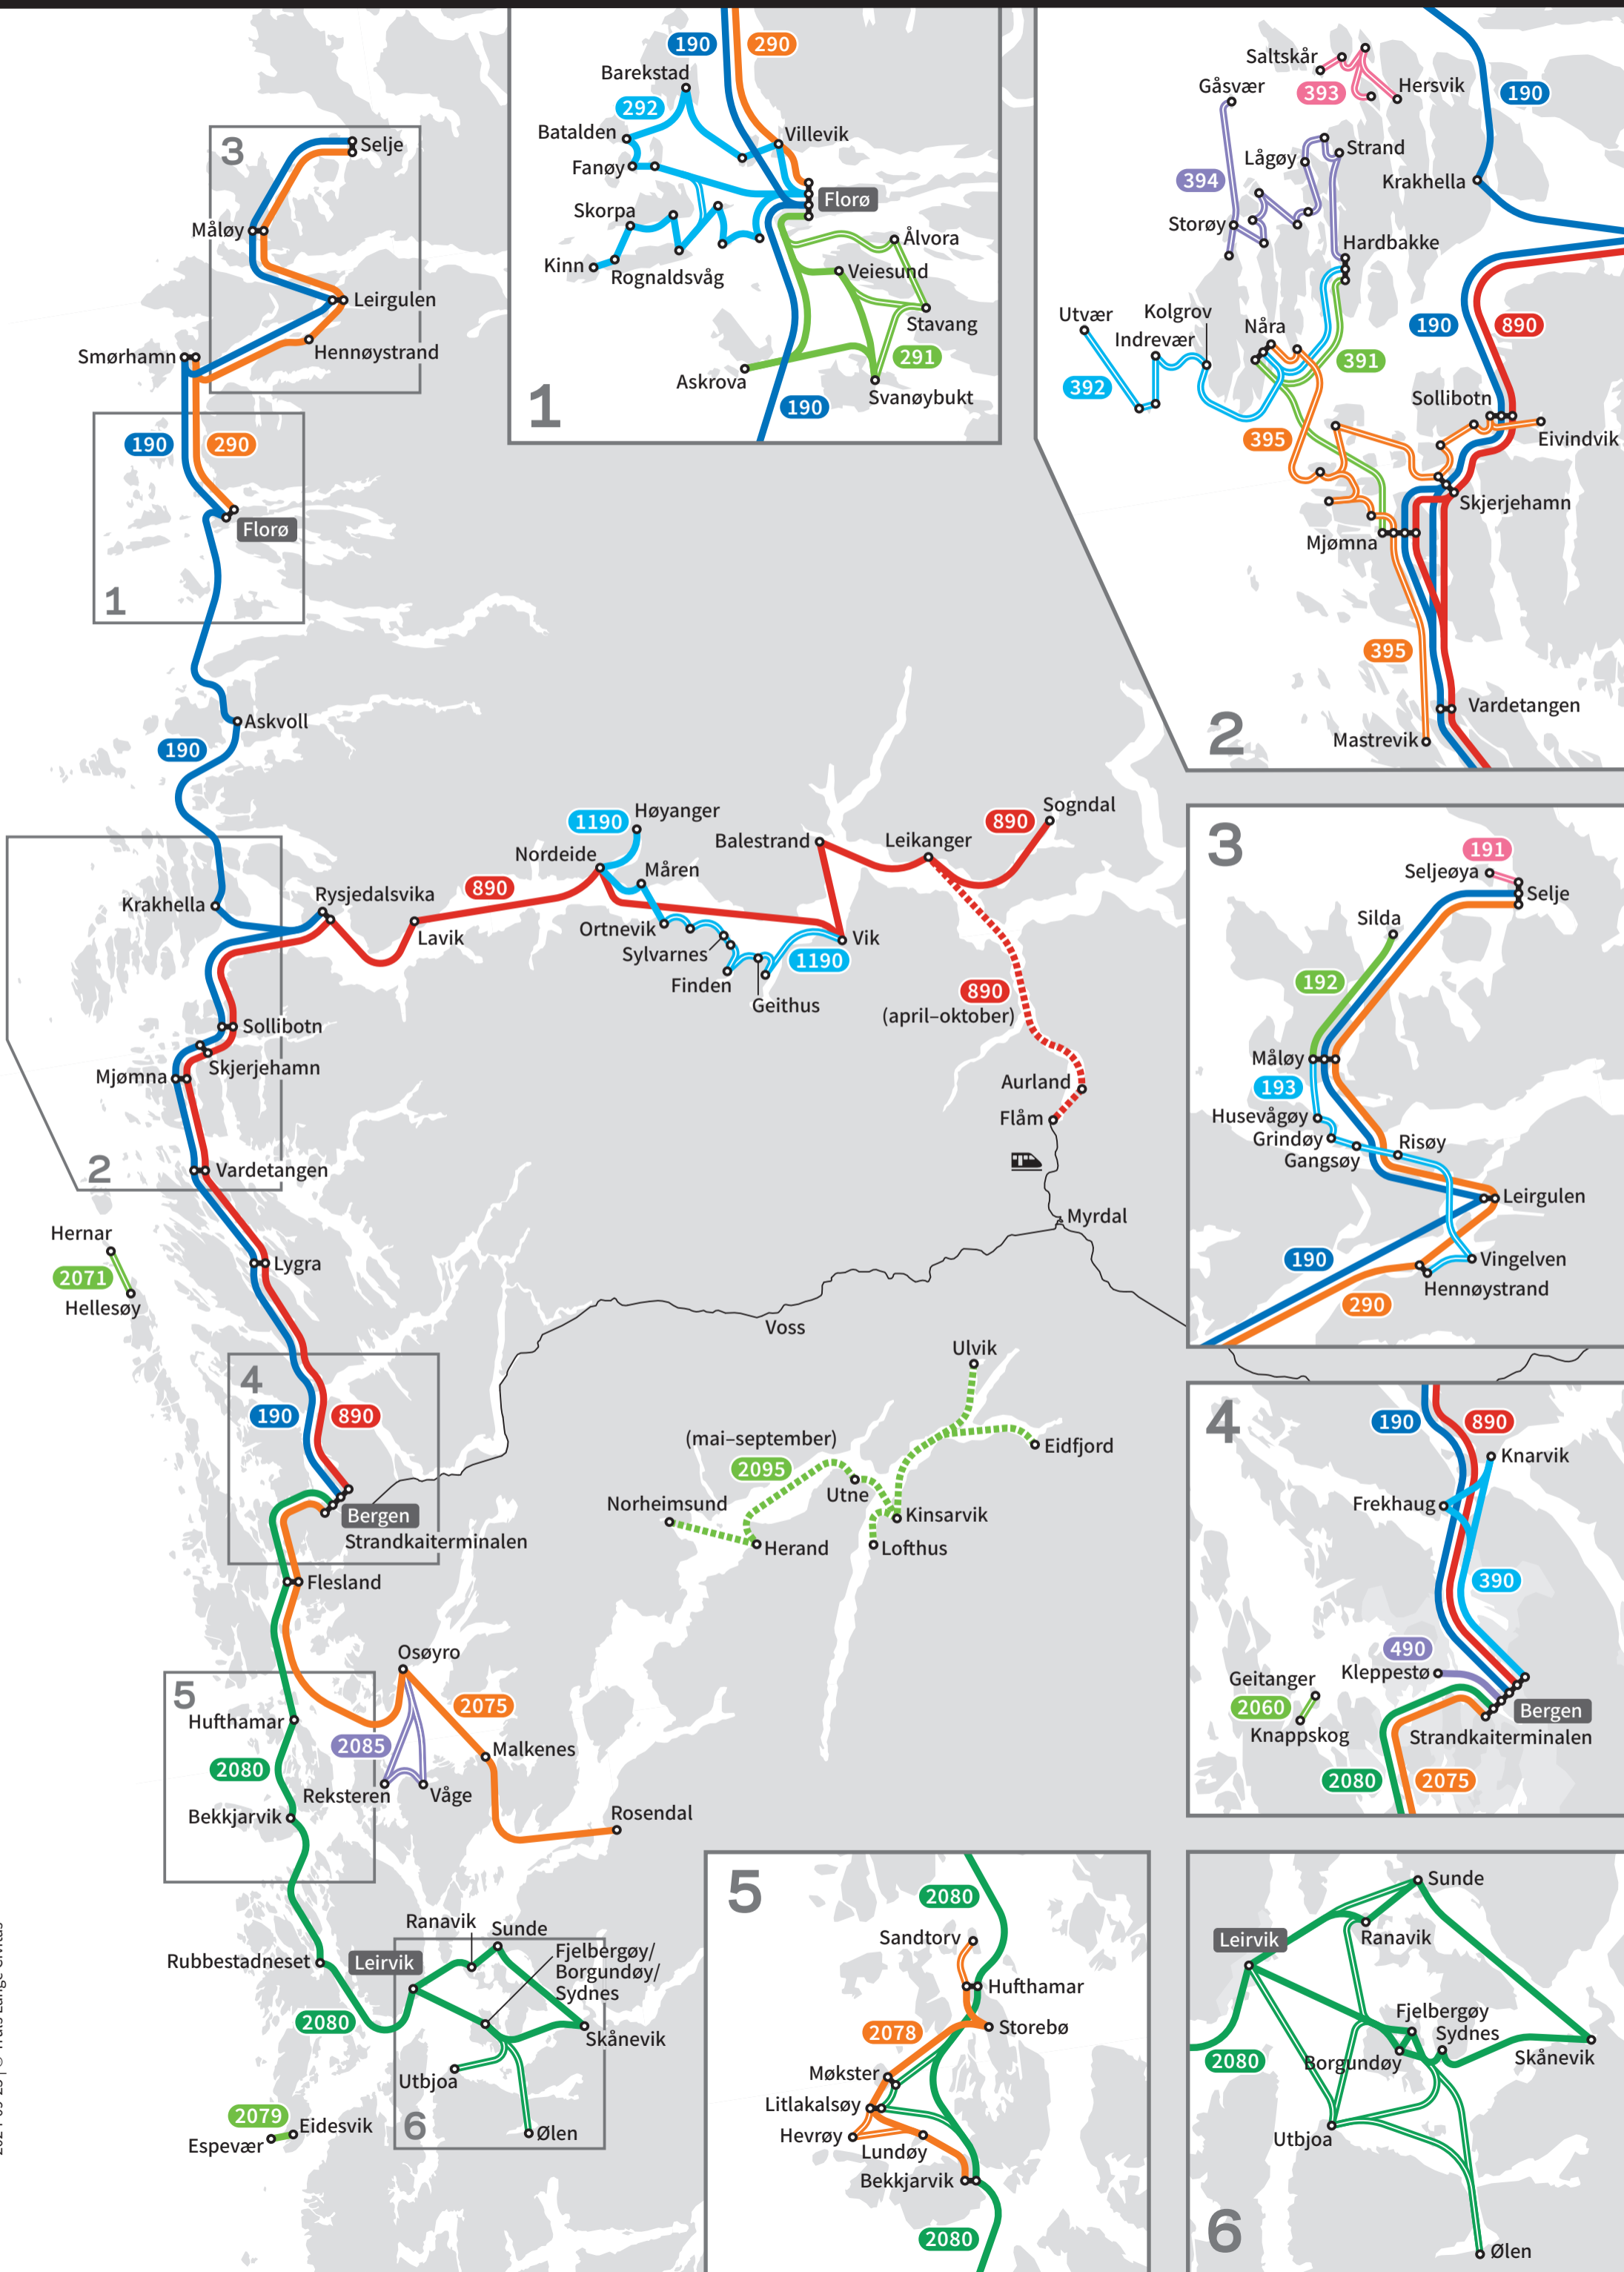 3
Selje
Måløy
Leirgulen
Smørhamn
Hennøystrand
190
290
Florø
1
Askvoll
190
Krakhella
Rysjedalsvika
890
Lavik
Nordeide
1190
Høyanger
Måren
Ortnevik
Sylvarnes
Finden
Geithus
1190
Vik
Balestrand
Leikanger
890
Sogndal
890
(april–oktober)
Aurland
Flåm
Myrdal
Voss
Sollibotn
Skjerjehamn
Mjømna
2
Vardetangen
Hernar
2071
Hellesøy
Lygra
4
190
890
Bergen
Strandkaiterminalen
Flesland
Ulvik
Eidfjord
(mai–september)
2095
Utne
Norheimsund
Kinsarvik
Herand
Lofthus
Osøyro
5
2075
Hufthamar
2085
Malkenes
2080
Reksteren
Våge
Bekkjarvik
Rosendal
Ranavik
Sunde
Rubbestadneset
Leirvik
Fjelbergøy/
Borgundøy/
Sydnes
2080
Skånevik
Utbjoa
2079
Eidesvik
Espevær
6
Ølen
190
290
Barekstad
292
Batalden
Villevik
Fanøy
Florø
Skorpa
Ålvora
Kinn
Rognaldsvåg
Veiesund
Stavang
291
Askrova
Svanøybukt
1
190
Saltskår
Gåsvær
393
Hersvik
190
Lågøy
Strand
394
Krakhella
Storøy
Hardbakke
Utvær
Kolgrov
Indrevær
Nåra
190
890
392
391
Sollibotn
395
Eivindvik
Skjerjehamn
Mjømna
395
2
Vardetangen
Mastrevik
3
191
Seljeøya
Selje
Silda
192
Måløy
193
Husevågøy
Grindøy
Gangsøy
Risøy
Leirgulen
190
Vingelven
Hennøystrand
290
4
190
890
Knarvik
Frekhaug
390
490
Kleppestø
Geitanger
2060
Knappskog
Bergen
Strandkaiterminalen
2080
2075
5
2080
Sandtorv
Hufthamar
2078
Storebø
Møkster
Litlakalsøy
Hevrøy
Lundøy
Bekkjarvik
2080
Sunde
Leirvik
Ranavik
Fjelbergøy
Sydnes
2080
Borgundøy
Skånevik
Utbjoa
6
Ølen